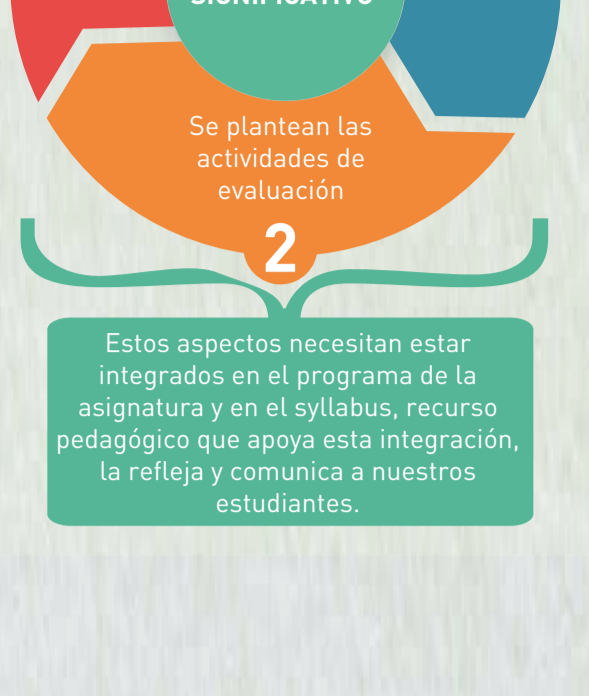 Se plantean las
actividades de
evaluación
2
Estos aspectos necesitan estar
integrados en el programa de la
asignatura y en el syllabus, recurso
pedagógico que apoya esta integración,
la refleja y comunica a nuestros
estudiantes.